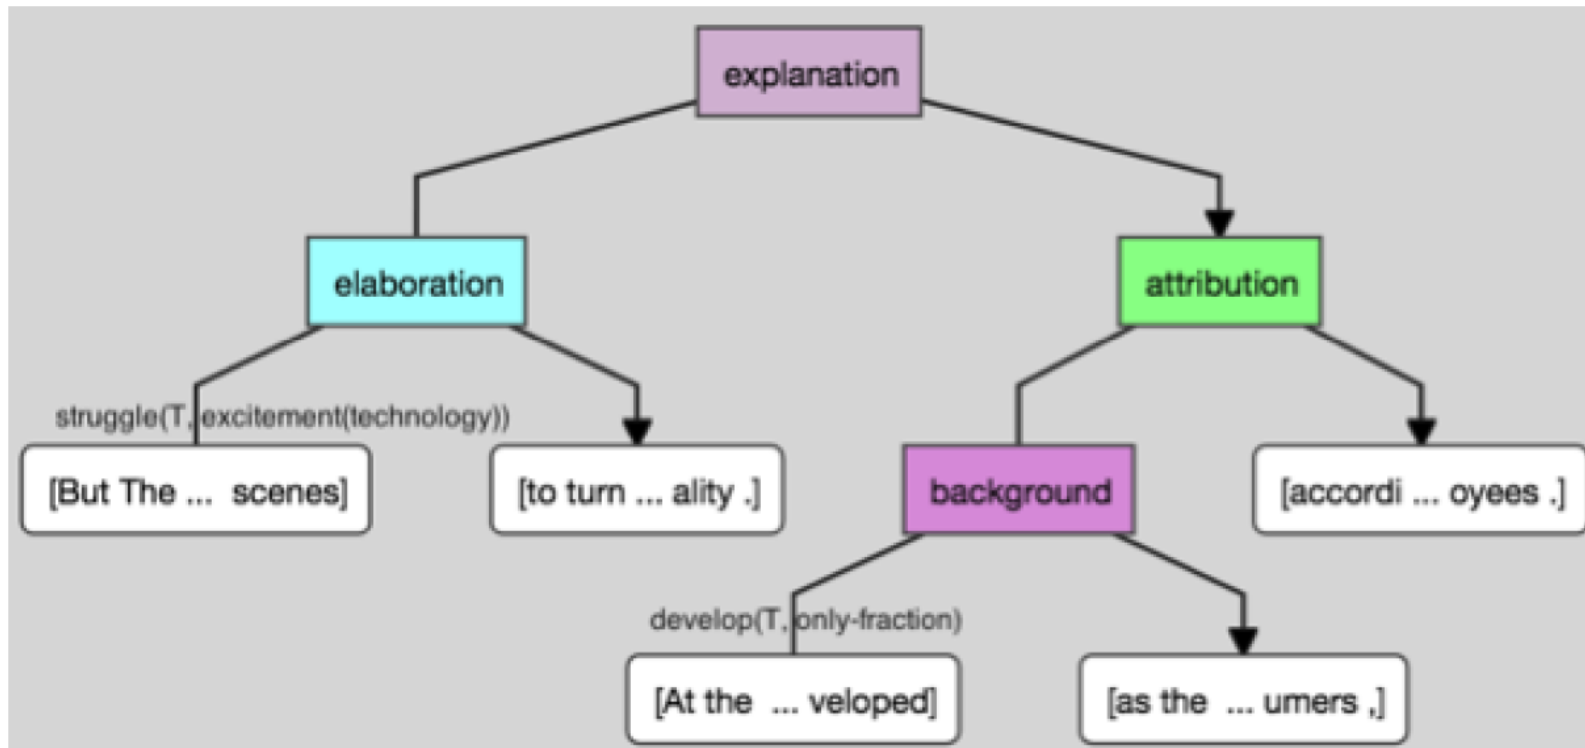 explanation
elaboration
attribution
struggle(T, excitement(technology))
[But The ... scenes]
[to turn ... ality .]
background
[accordi ... oyees .]
develop(T, only-fraction)
[At the ... veloped]
[as the ... umers ,]